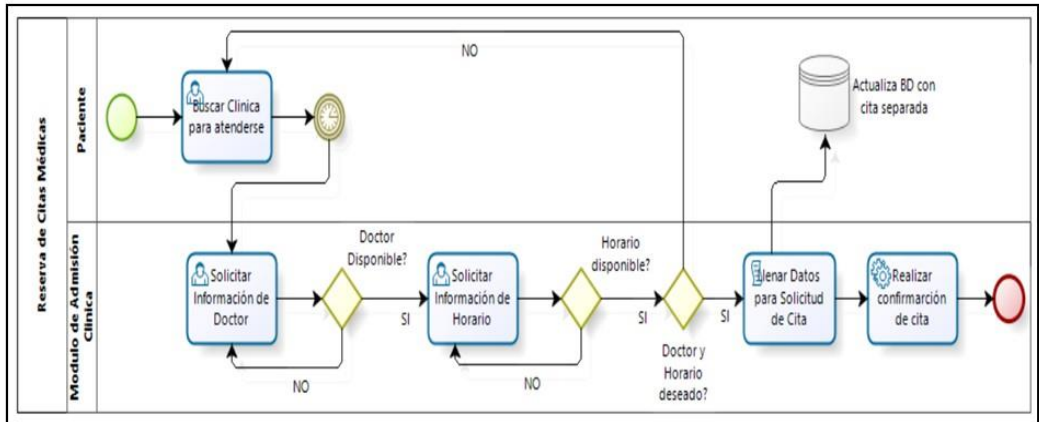 Reserva de Citas Médicas
Paciente
Buscar Clinica
para atenderse
NO
Actualiza BD con
cita separada
Modulo de Admisión
Clinica
Solicitar
Información de
Doctor
Doctor
Disponible?
SI
NO
Solicitar
Información de
Horario
Horario
disponible?
SI
NO
Doctor y
Horario
deseado?
SI
Llenar Datos
para Solicitud
de Cita
Realizar
confirmarción
de cita